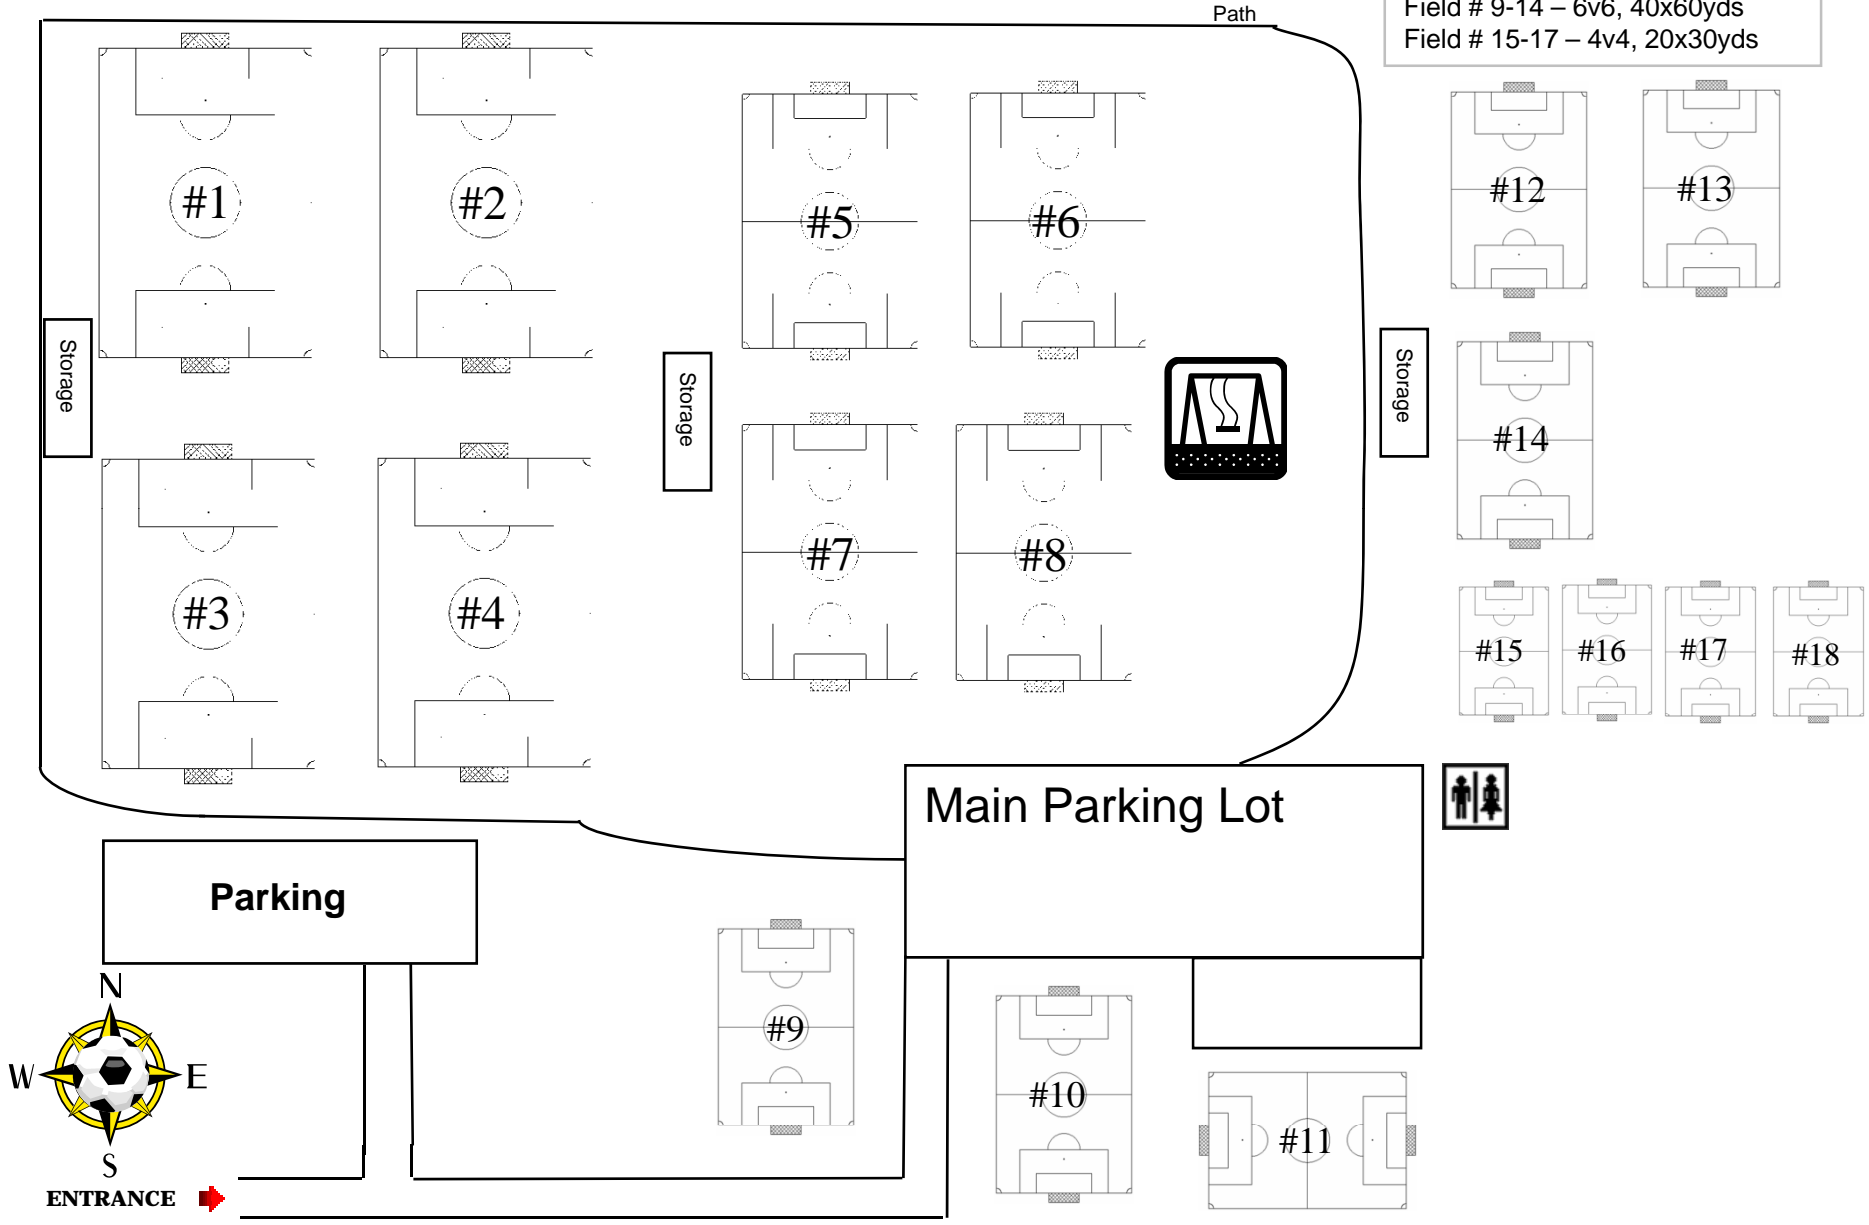 Path
Field # 9-14 – 6v6, 40x60yds
Field # 15-17 – 4v4, 20x30yds
#1
#2
#5
#6
#12
#13
Storage
Storage
Storage
#14
#3
#4
#7
#8
#15
#16
#17
#18
Main Parking Lot
Parking
#9
#10
#11
N
W
E
S
ENTRANCE